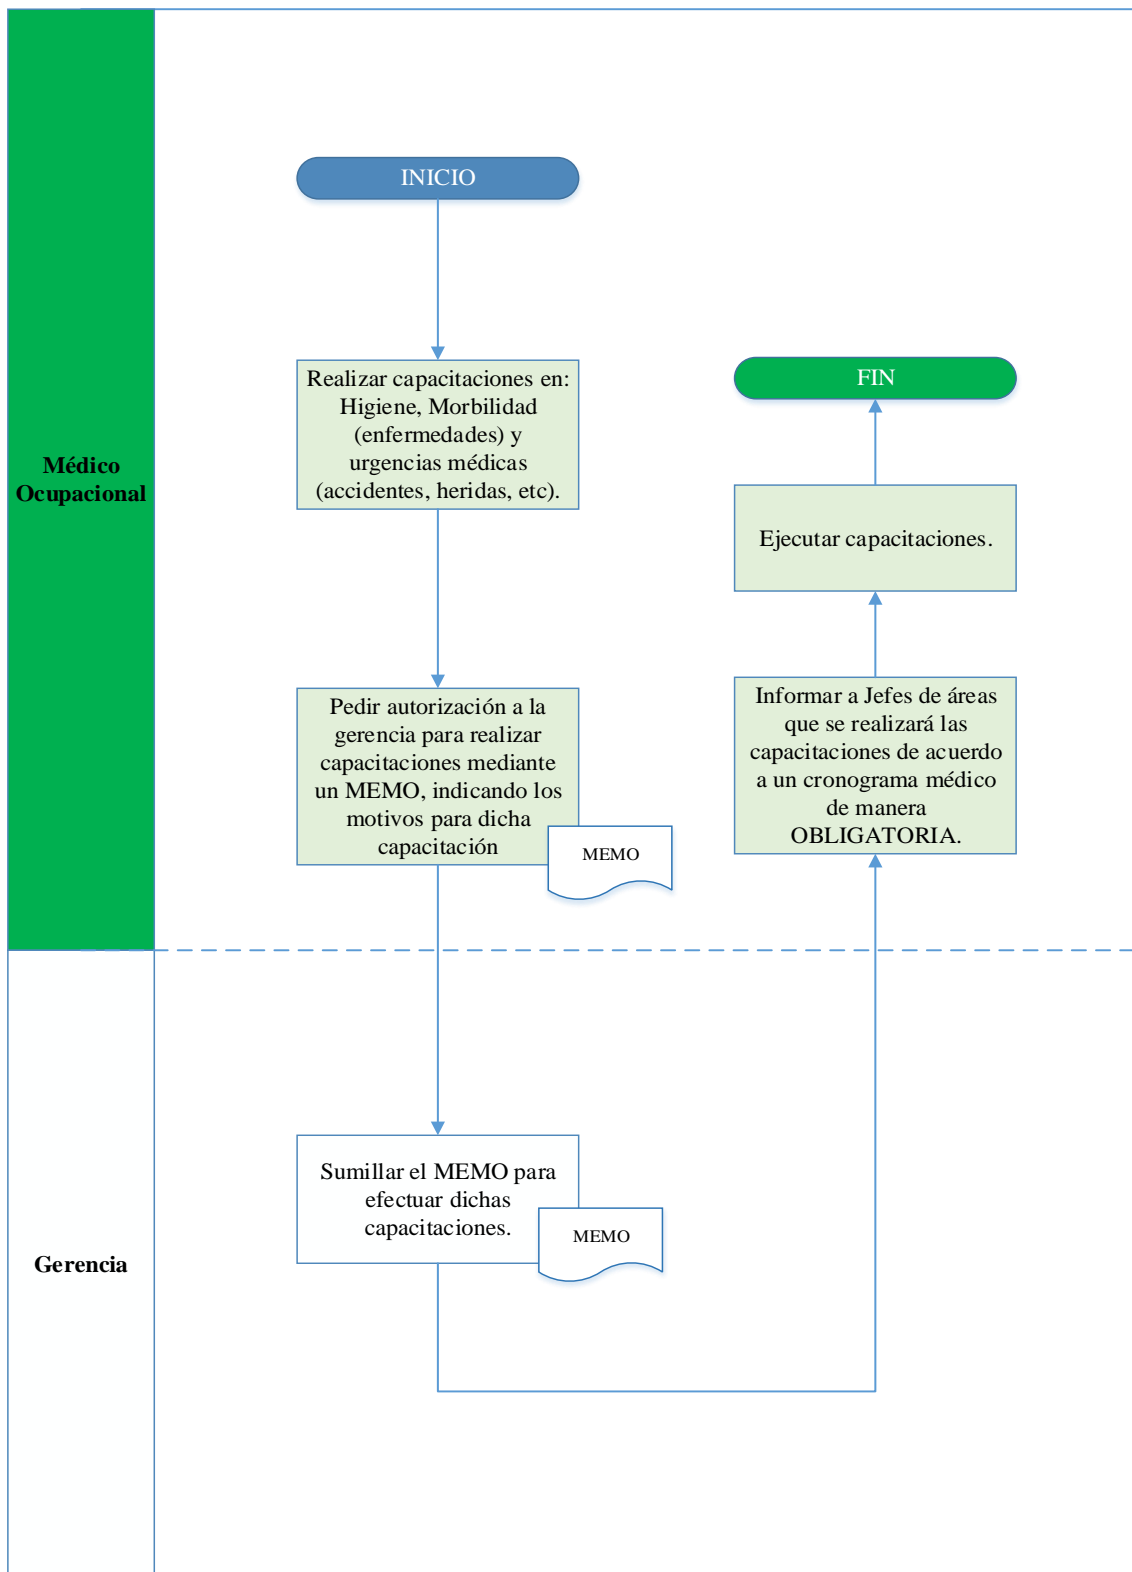 Médico
Ocupacional
INICIO
Realizar capacitaciones en:
Higiene, Morbilidad
(enfermedades) y
urgencias médicas
(accidentes, heridas, etc).
Pedir autorización a la
gerencia para realizar
capacitaciones mediante
un MEMO, indicando los
motivos para dicha
capacitación
MEMO
Gerencia
Sumillar el MEMO para
efectuar dichas
capacitaciones.
MEMO
Informar a Jefes de áreas
que se realizará las
capacitaciones de acuerdo
a un cronograma médico
de manera
OBLIGATORIA.
Ejecutar capacitaciones.
FIN